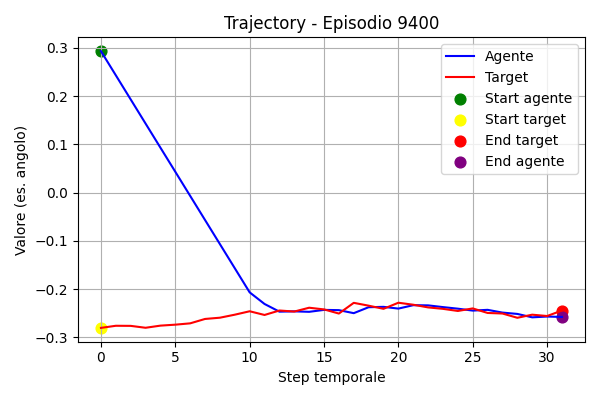 Trajectory - Episodio 9400
Valore (es. angolo)
0.3
0.2
0.1
0.0
−0.1
−0.2
−0.3
0 5 10 15 20 25 30
Step temporale
Agente
Target
Start agente
Start target
End target
End agente